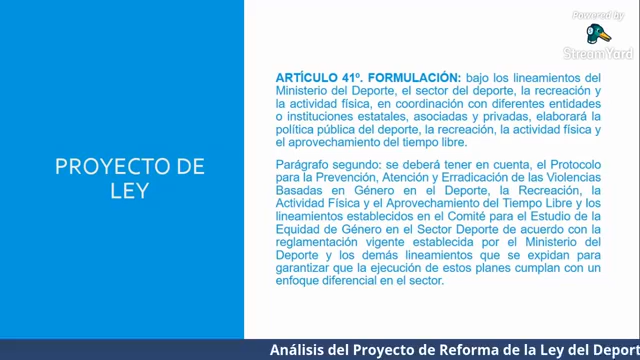 Powered by
StreamYard
ARTÍCULO 41º. FORMULACIÓN: bajo los lineamientos del
Ministerio del Deporte, el sector del deporte, la recreación y
la actividad física, en coordinación con diferentes entidades
o instituciones estatales, asociadas y privadas, elaborará la
política pública del deporte, la recreación, la actividad física y
el aprovechamiento del tiempo libre.
PROYECTO DE
LEY
Parágrafo segundo: se deberá tener en cuenta, el Protocolo
para la Prevención, Atención y Erradicación de las Violencias
Basadas en Género en el Deporte, la Recreación, la
Actividad Física y el Aprovechamiento del Tiempo Libre y los
lineamientos establecidos en el Comité para el Estudio de la
Equidad de Género en el Sector Deporte de acuerdo con la
reglamentación vigente establecida por el Ministerio del
Deporte y los demás lineamientos que se expidan para
garantizar que la ejecución de estos planes cumplan con un
enfoque diferencial en el sector.
Análisis del Proyecto de Reforma de la Ley del Deport